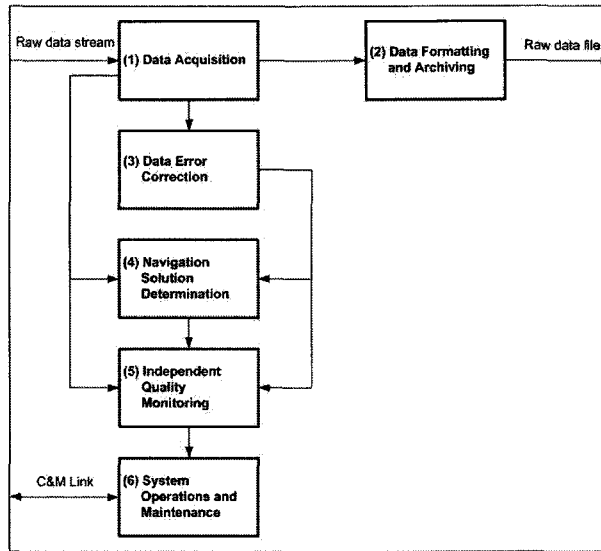 Raw data stream
(1) Data Acquisition
(2) Data Formatting
and Archiving
Raw data file
(3) Data Error
Correction
(4) Navigation
Solution
Determination
(5) Independent
Quality
Monitoring
C&M Link
(6) System
Operations and
Maintenance